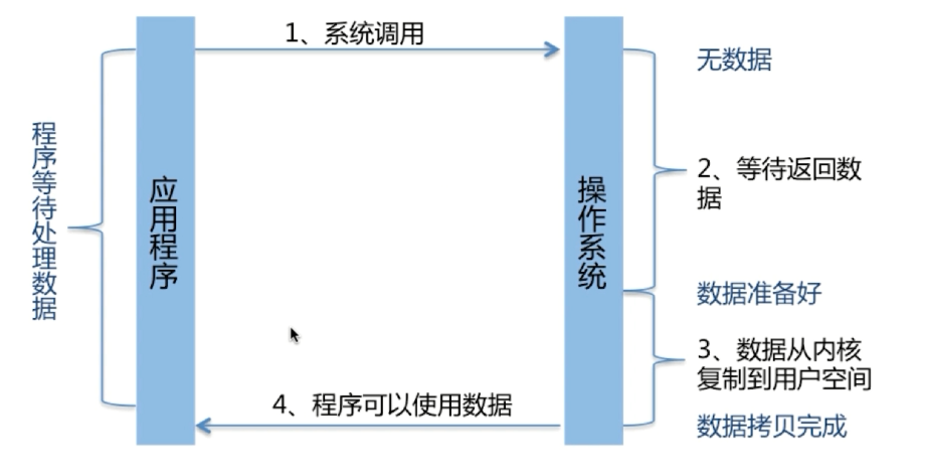 1、系统调用
无数据
程序等待处理数据
应用程序
操作系统
2、等待返回数
据
数据准备好
3、数据从内核
复制到用户空间
4、程序可以使用数据
数据拷贝完成